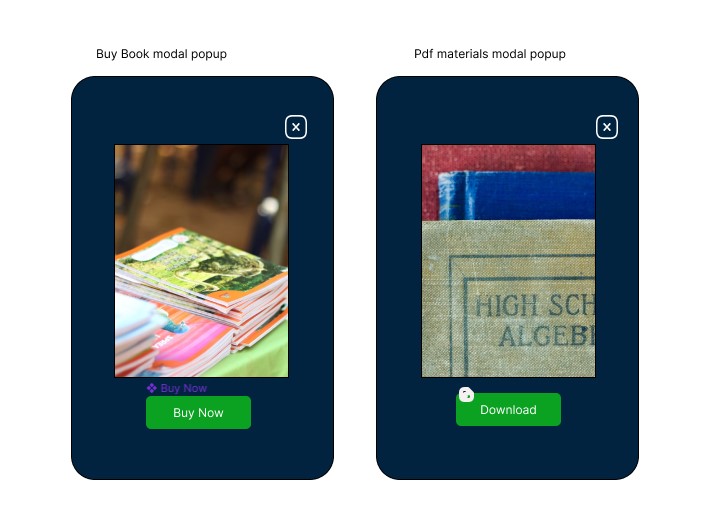 Buy Book modal popup
Pdf materials modal popup
HIGH SCH
ALGEB
Buy Now
Buy Now
Download